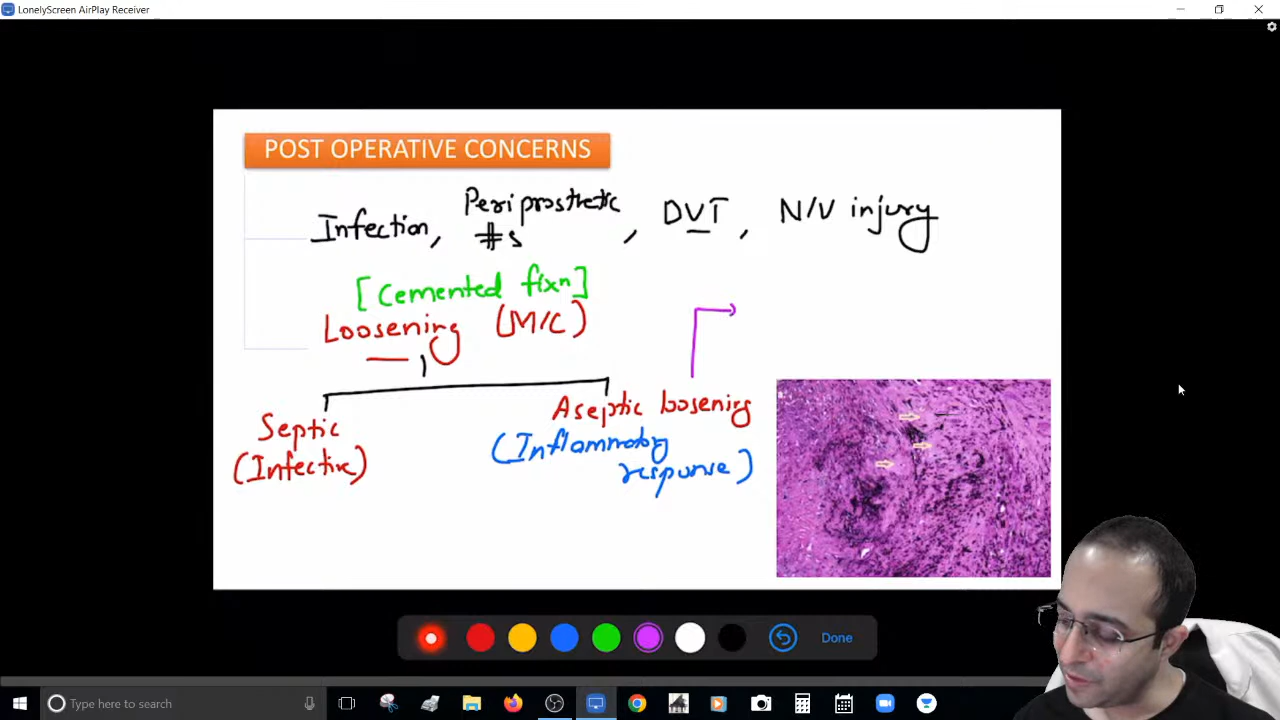 LonelyScreen AirPlay Receiver
POST OPERATIVE CONCERNS
Infection, Periprosthetic #s, DVT, N/V injury
[Cemented fixn]
Loosening (M/C)
Septic
(Infective)
Aseptic loosening
(Inflammatory
response)
Done
Type here to search